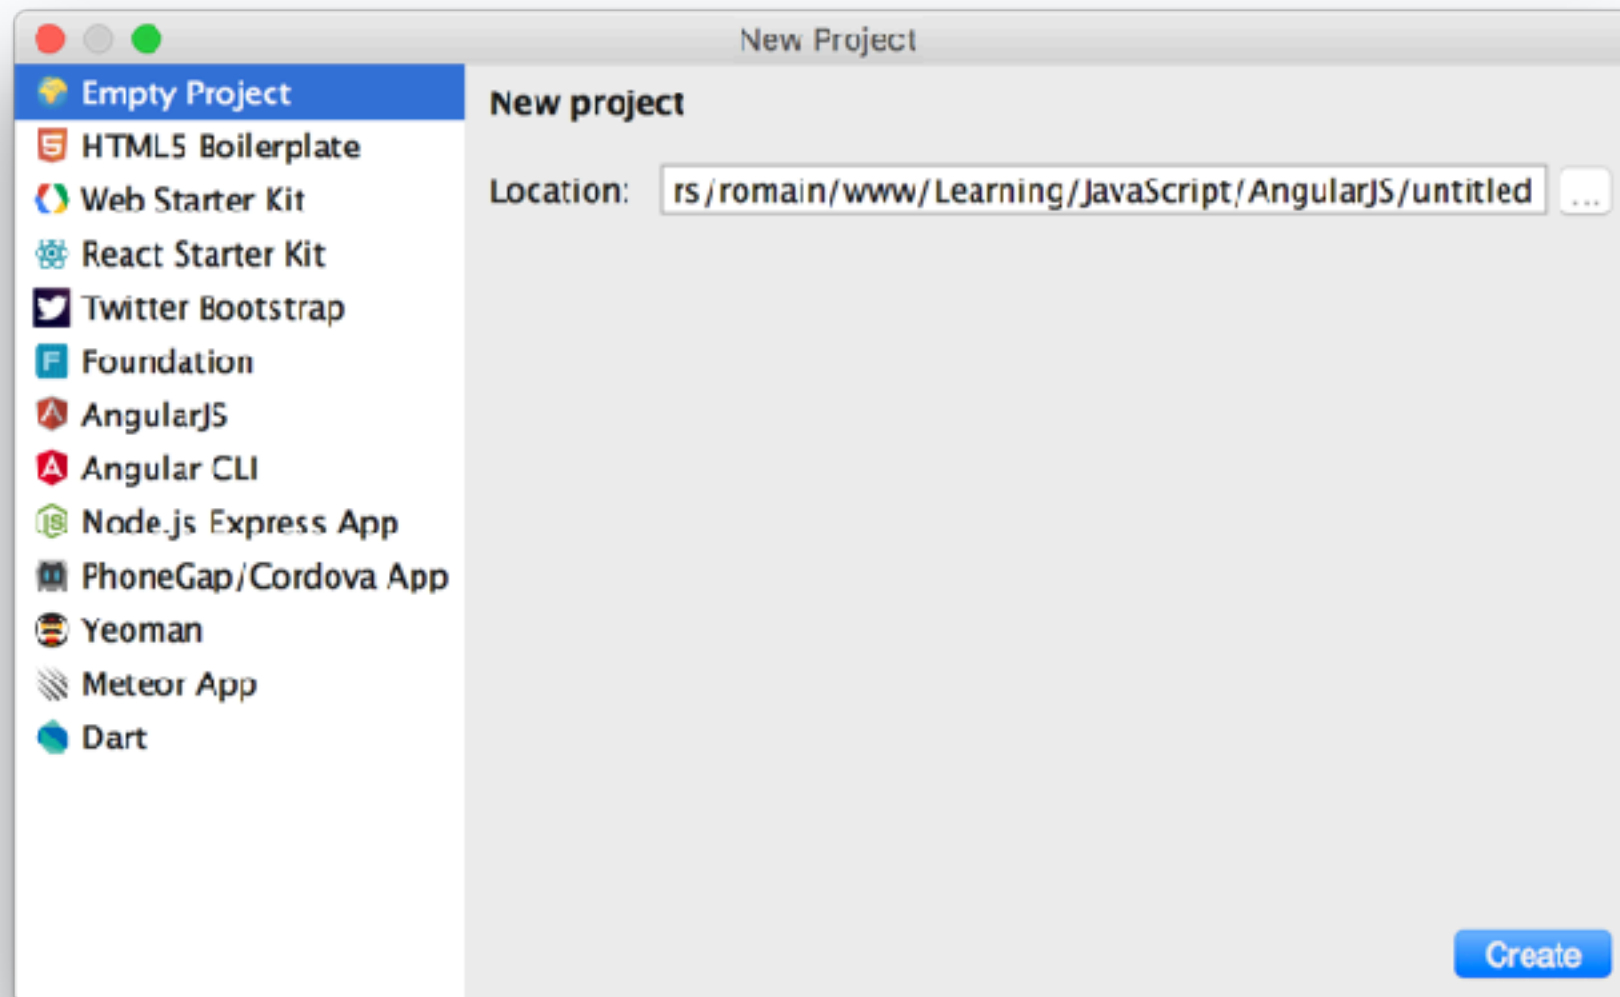 New Project
Empty Project
HTML5 Boilerplate
Web Starter Kit
React Starter Kit
Twitter Bootstrap
Foundation
AngularJS
Angular CLI
Node.js Express App
PhoneGap/Cordova App
Yeoman
Meteor App
Dart
New project
Location: rs/romain/www/Learning/JavaScript/AngularJS/untitled ...
Create